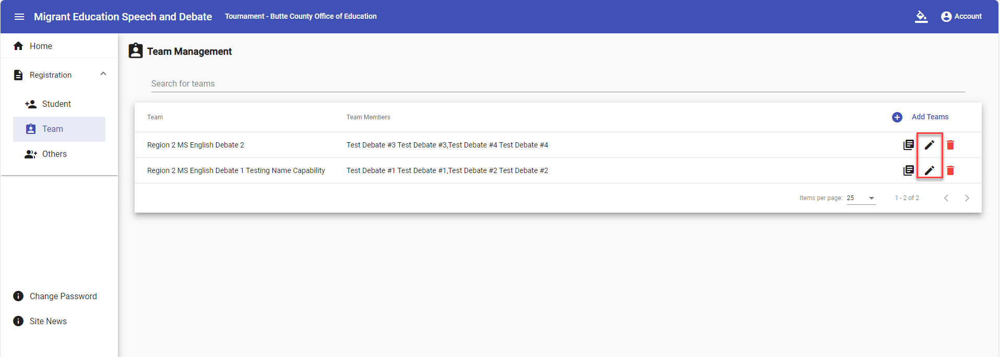 Migrant Education Speech and Debate Tournament - Butte County Office of Education Account
Home
Registration
Student
Team
Others
Change Password
Site News
Team Management
Search for teams
Team Team Members Add Teams
Region 2 MS English Debate 2 Test Debate #3 Test Debate #3,Test Debate #4 Test Debate #4
Region 2 MS English Debate 1 Testing Name Capability Test Debate #1 Test Debate #1,Test Debate #2 Test Debate #2
Items per page: 25 1 - 2 of 2